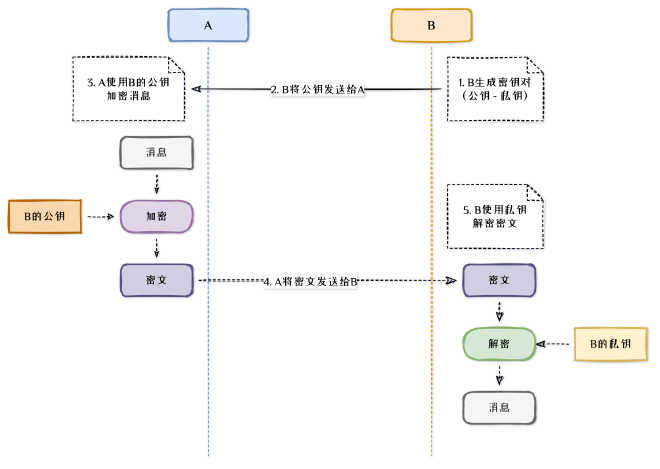 A
B
3. A使用B的公钥
加密消息
2. B将公钥发送给A
1. B生成密钥对
(公钥 - 私钥)
消息
B的公钥
加密
5. B使用私钥
解密密文
密文
4. A将密文发送给B
密文
解密
B的私钥
消息